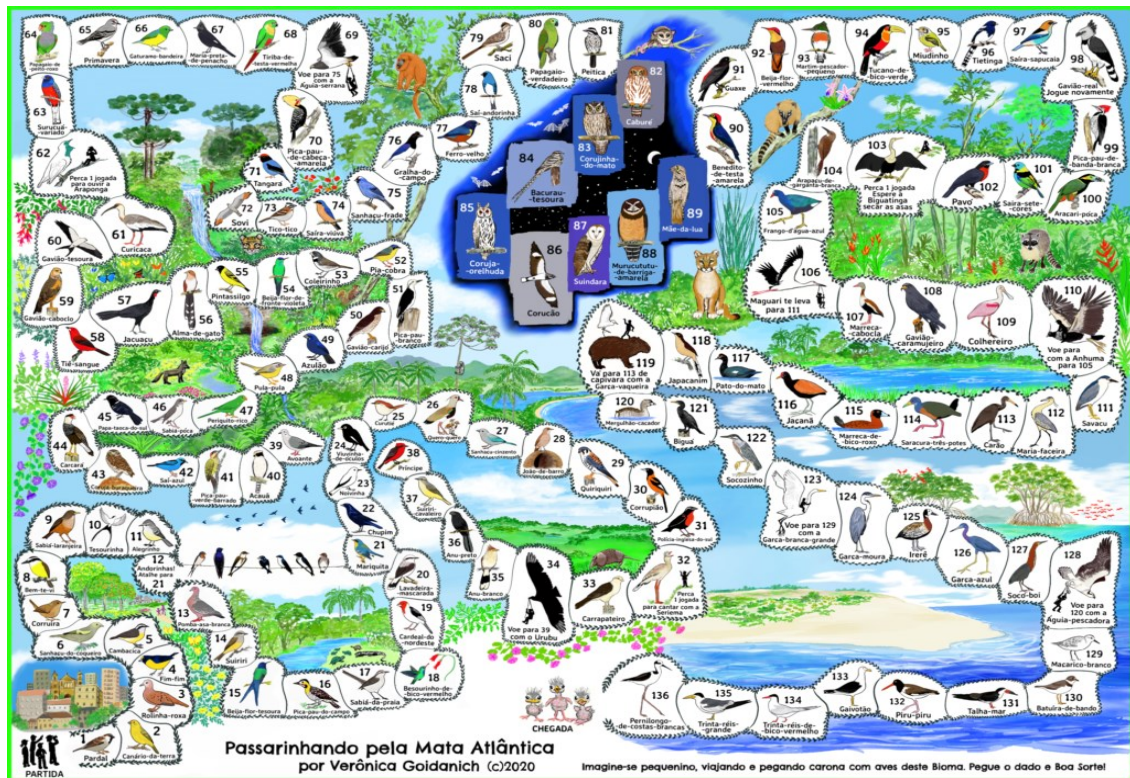 PARTIDA
Pardal
2
Canário-da-terra
3
Rolinha-roxa
4
Fim-fim
5
Cambacica
6
Sanhaçu-do-coqueiro
7
Corruíra
8
Bem-te-vi
9
Sabiá-laranjeira
10
Tesourinha
11
Alegrinho
12
Andorinhas!
Atalho para
21
13
Pomba-asa-branca
14
Suiriri
15
Beija-flor-tesoura
16
Pica-pau-do-campo
17
Sabiá-da-praia
18
Besourinho-de-
bico-vermelho
19
Cardeal-do-
nordeste
20
Lavadeira-
mascarada
21
Mariquita
22
Chupim
23
Noivinha
24
Viuvinha-
de-óculos
25
Curutié
26
Quero-quero
27
Sanhaçu-cinzento
28
João-de-barro
29
Quiriquiri
30
Corrupião
31
Polícia-inglesa-do-sul
32
Perca
1 jogada
para cantar com a
Seriema
33
Carrapateiro
34
Voe para 39
com o Urubu
35
Anu-branco
36
Anu-preto
37
Suiriri-
cavaleiro
38
Príncipe
39
Avoante
40
Acauã
41
Pica-pau-
verde-barrado
42
Saí-azul
43
Coruja-buraqueira
44
Carcará
45
Papa-tasca-do-sul
46
Sabiá-póca
47
Periquito-rico
48
Pula-pula
49
Azulão
50
Gavião-carijó
51
Pica-pau-
branco
52
Pia-cobra
53
Coleirinho
54
Beija-flor-de-
fronte-violeta
55
Pintassilgo
56
Alma-de-gato
57
Jacuaçu
58
Tiê-sangue
59
Gavião-caboclo
60
Gavião-tesoura
61
Curicaca
62
Perca 1 jogada
para ouvir a
Araponga
63
Surucuá-
variado
64
Papagaio-de-
peito-roxo
65
Primavera
66
Gaturamo-bandeira
67
Maria-preta-
de-penacho
68
Tiriba-de-
testa-vermelha
69
Voe para 75
com a
Águia-serrana
70
Pica-pau-
de-cabeça-
amarela
71
Tangará
72
Sovi
73
Tico-tico
74
Saíra-viúva
75
Sanhaçu-frade
76
Gralha-do-
campo
77
Ferro-velho
78
Saí-andorinha
79
Saci
80
Papagaio-
verdadeiro
81
Peitica
82
Caburé
83
Corujinha-
do-mato
84
Bacurau-
tesoura
85
Coruja-
orelhuda
86
Corucão
87
Suindara
88
Murucututu-
de-barriga-
amarela
89
Mãe-da-lua
90
Benedito-
de-testa-
amarela
91
Guaxe
92
Beija-flor-
vermelho
93
Martim-pescador-
pequeno
94
Tucano-de-
bico-verde
95
Miudinho
96
Tietinga
97
Saíra-sapucaia
98
Gavião-real
Jogue novamente
99
Pica-pau-de-
banda-branca
100
Araçari-poca
101
Saíra-sete-
cores
102
Pavó
103
Perca 1 jogada
Espere a
Biguatinga
secar as asas
104
Arapaçu-de-
garganta-branca
105
Frango-d'água-azul
106
Maguari te leva
para 111
107
Marreca-
cabocla
108
Gavião-
caramujeiro
109
Colhereiro
110
Voe para
com a Anhuma
para 105
111
Savacu
112
Maria-faceira
113
Carão
114
Saracura-três-potes
115
Marreca-de-
bico-roxo
116
Jaçanã
117
Pato-do-mato
118
Japacanim
119
Vá para 113 de
capivara com a
Garça-vaqueira
120
Mergulhão-caçador
121
Biguá
122
Socozinho
123
Voe para 129
com a
Garça-branca-grande
124
Garça-moura
125
Irerê
126
Garça-azul
127
Socó-boi
128
Voe para
120 com a
Águia-pescadora
129
Maçarico-branco
130
Batuíra-de-bando
131
Talha-mar
132
Piru-piru
133
Gaivotão
134
Trinta-réis-de-
bico-vermelho
135
Trinta-réis-
grande
136
Pernilongo-
de-costas-brancas
CHEGADA
Passarinhando pela Mata Atlântica
por Verônica Goidanich (c)2020
Imagine-se pequenino, viajando e pegando carona com aves deste Bioma. Pegue o dado e Boa Sorte!